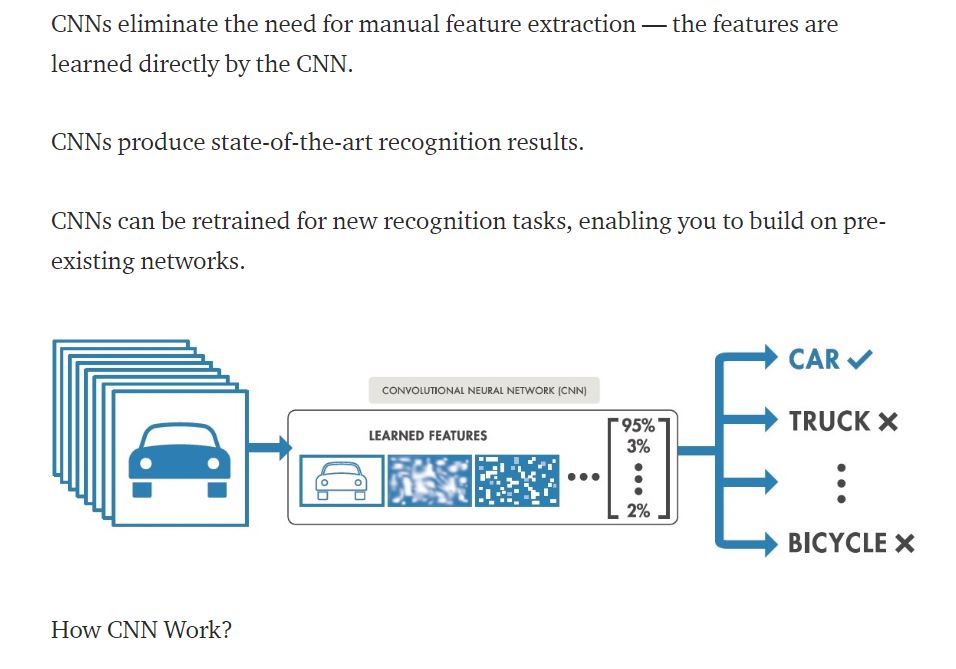 CNNs eliminate the need for manual feature extraction — the features are
learned directly by the CNN.
CNNs produce state-of-the-art recognition results.
CNNs can be retrained for new recognition tasks, enabling you to build on pre-
existing networks.
CONVOLUTIONAL NEURAL NETWORK (CNN)
LEARNED FEATURES
95%
3%
2%
CAR
TRUCK
BICYCLE
How CNN Work?